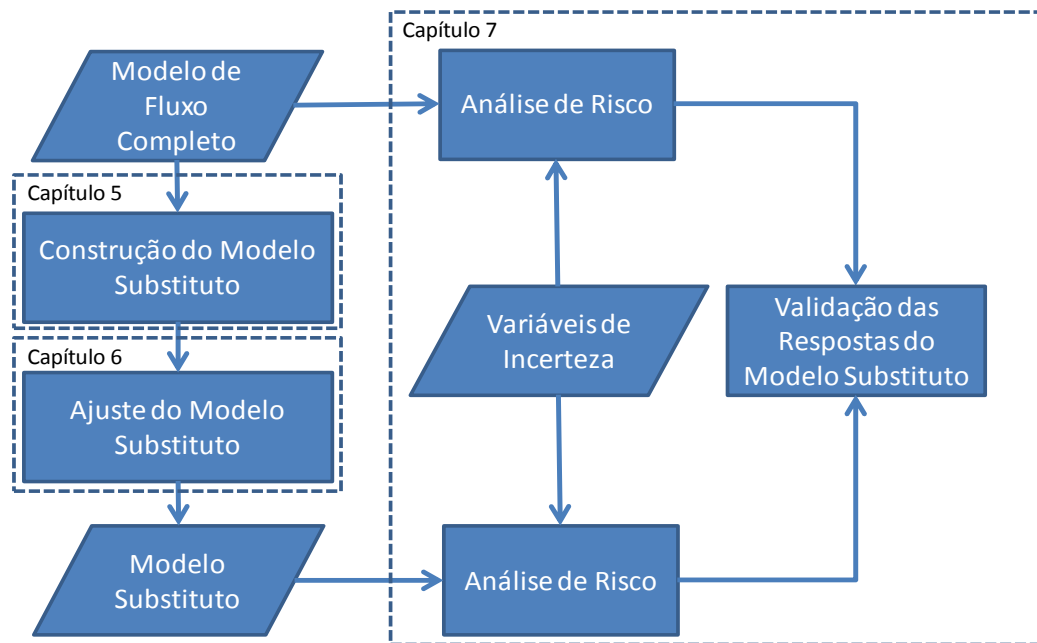 Capítulo 7
Modelo de
Fluxo
Completo
Análise de Risco
Capítulo 5
Construção do Modelo
Substituto
Variáveis de
Incerteza
Validação das
Respostas do
Modelo Substituto
Capítulo 6
Ajuste do Modelo
Substituto
Modelo
Substituto
Análise de Risco